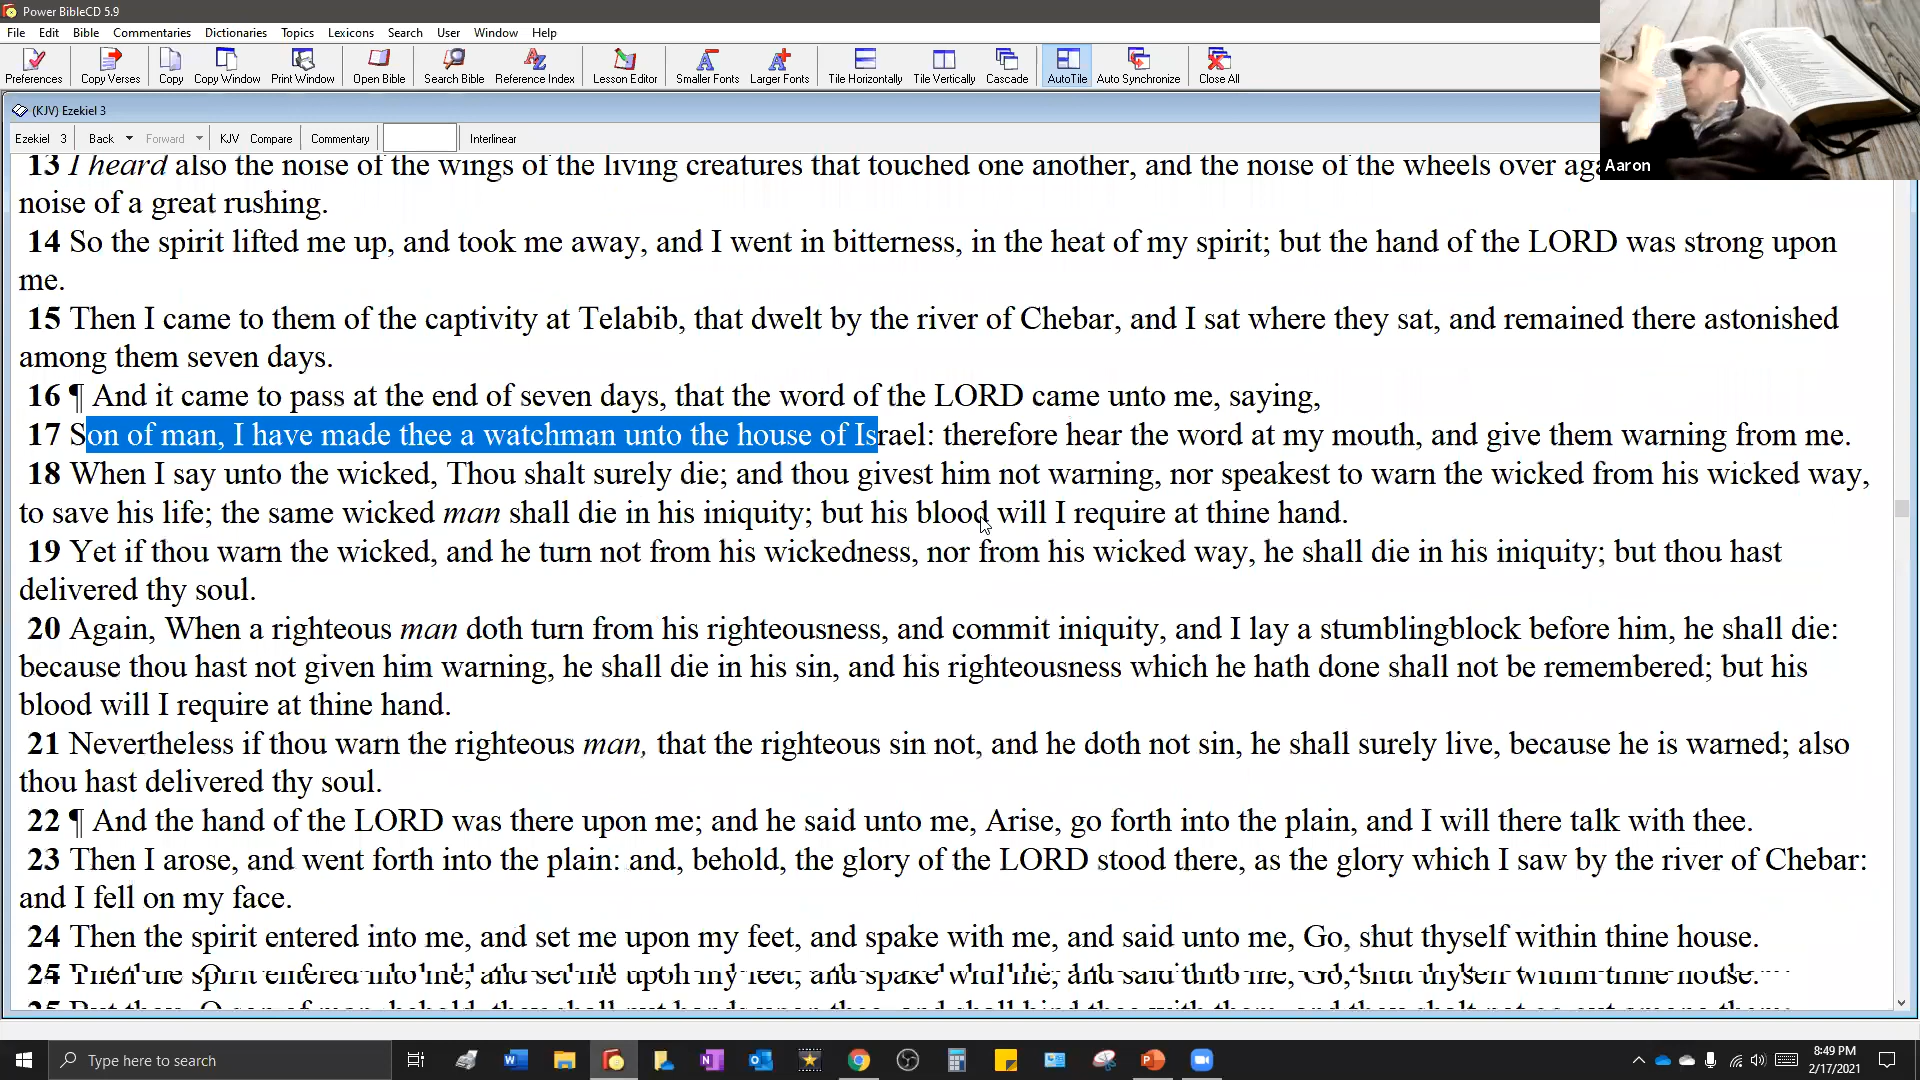 Power BibleCD 5.9
File Edit Bible Commentaries Dictionaries Topics Lexicons Search User Window Help
Preferences Copy Verses Copy Copy Window Print Window Open Bible Search Bible Reference Index Lesson Editor Smaller Fonts Larger Fonts Tile Horizontally Tile Vertically Cascade AutoTile Auto Synchronize Close All
(KJV) Ezekiel 3
Ezekiel 3 Back Forward KJV Compare Commentary Interlinear
Aaron
13 I heard also the noise of the wings of the living creatures that touched one another, and the noise of the wheels over aga
noise of a great rushing.
14 So the spirit lifted me up, and took me away, and I went in bitterness, in the heat of my spirit; but the hand of the LORD was strong upon
me.
15 Then I came to them of the captivity at Telabib, that dwelt by the river of Chebar, and I sat where they sat, and remained there astonished
among them seven days.
16 ¶ And it came to pass at the end of seven days, that the word of the LORD came unto me, saying,
17 Son of man, I have made thee a watchman unto the house of Israel: therefore hear the word at my mouth, and give them warning from me.
18 When I say unto the wicked, Thou shalt surely die; and thou givest him not warning, nor speakest to warn the wicked from his wicked way,
to save his life; the same wicked man shall die in his iniquity; but his blood will I require at thine hand.
19 Yet if thou warn the wicked, and he turn not from his wickedness, nor from his wicked way, he shall die in his iniquity; but thou hast
delivered thy soul.
20 Again, When a righteous man doth turn from his righteousness, and commit iniquity, and I lay a stumblingblock before him, he shall die:
because thou hast not given him warning, he shall die in his sin, and his righteousness which he hath done shall not be remembered; but his
blood will I require at thine hand.
21 Nevertheless if thou warn the righteous man, that the righteous sin not, and he doth not sin, he shall surely live, because he is warned; also
thou hast delivered thy soul.
22 ¶ And the hand of the LORD was there upon me; and he said unto me, Arise, go forth into the plain, and I will there talk with thee.
23 Then I arose, and went forth into the plain: and, behold, the glory of the LORD stood there, as the glory which I saw by the river of Chebar:
and I fell on my face.
24 Then the spirit entered into me, and set me upon my feet, and spake with me, and said unto me, Go, shut thyself within thine house.
Type here to search
8:49 PM
2/17/2021